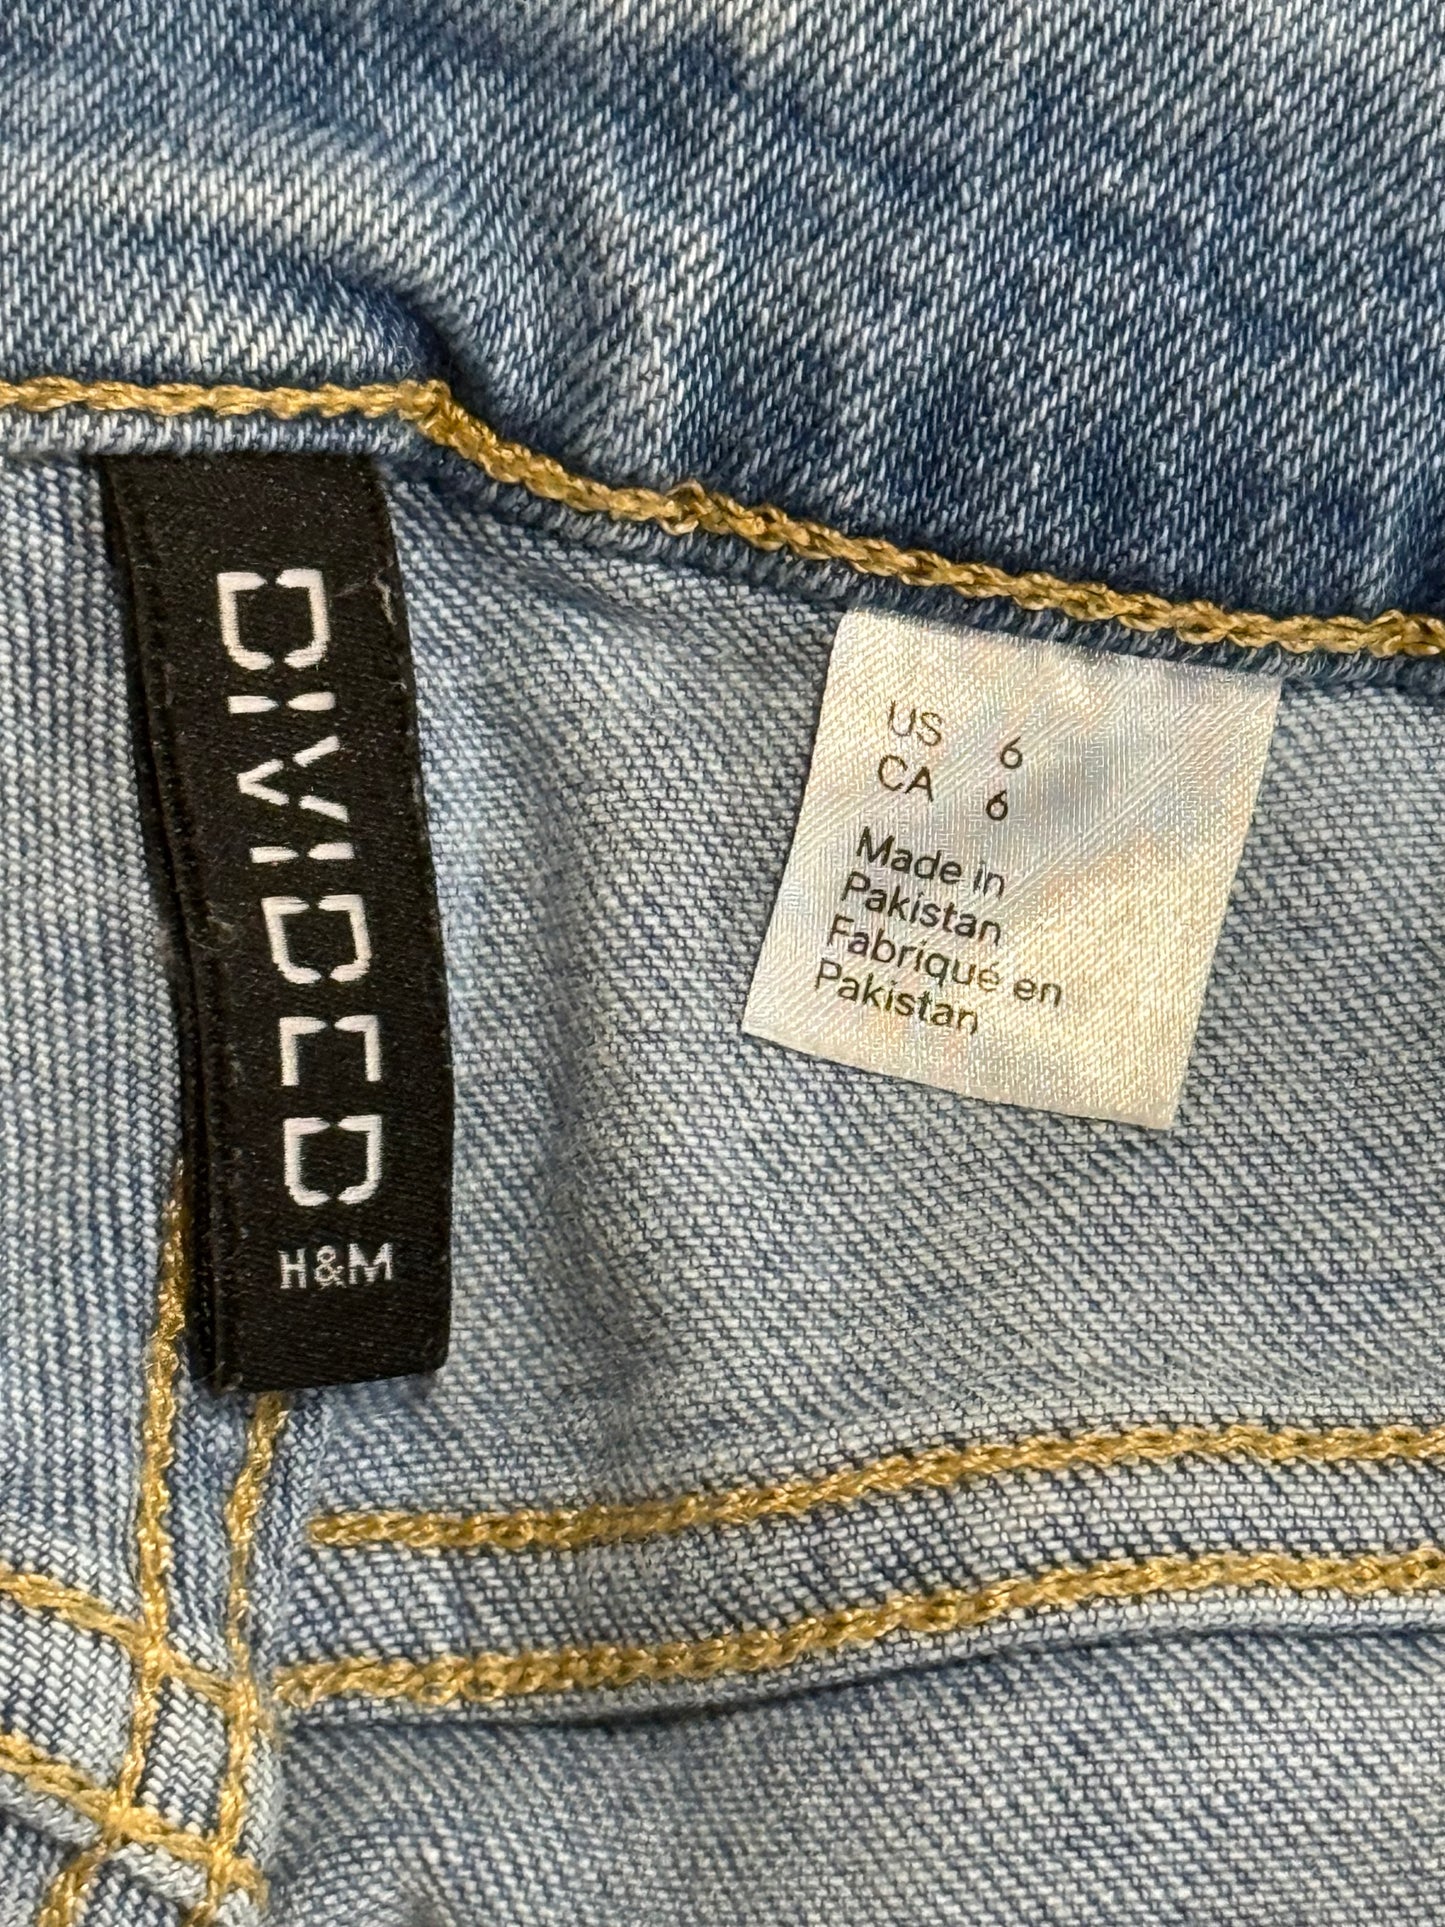 DIVIDED
H&M
US 6
CA 6
Made in
Pakistan
Fabriqué en
Pakistan